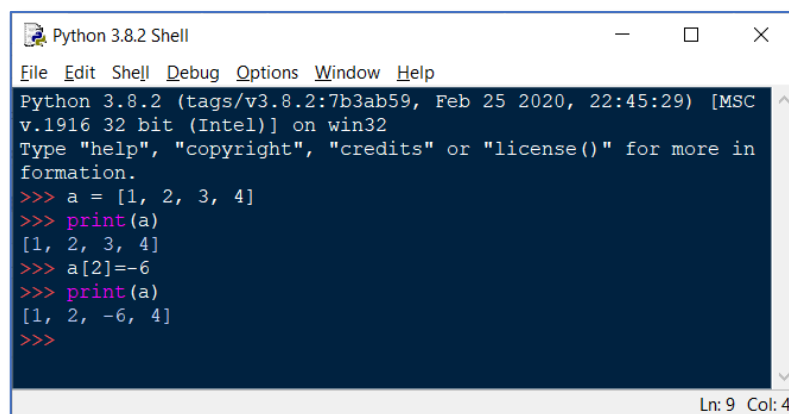 Python 3.8.2 Shell
File Edit Shell Debug Options Window Help
Python 3.8.2 (tags/v3.8.2:7b3ab59, Feb 25 2020, 22:45:29) [MSC
v.1916 32 bit (Intel)] on win32
Type "help", "copyright", "credits" or "license()" for more in
formation.
>>> a = [1, 2, 3, 4]
>>> print(a)
[1, 2, 3, 4]
>>> a[2]=-6
>>> print(a)
[1, 2, -6, 4]
>>>
Ln: 9 Col: 4